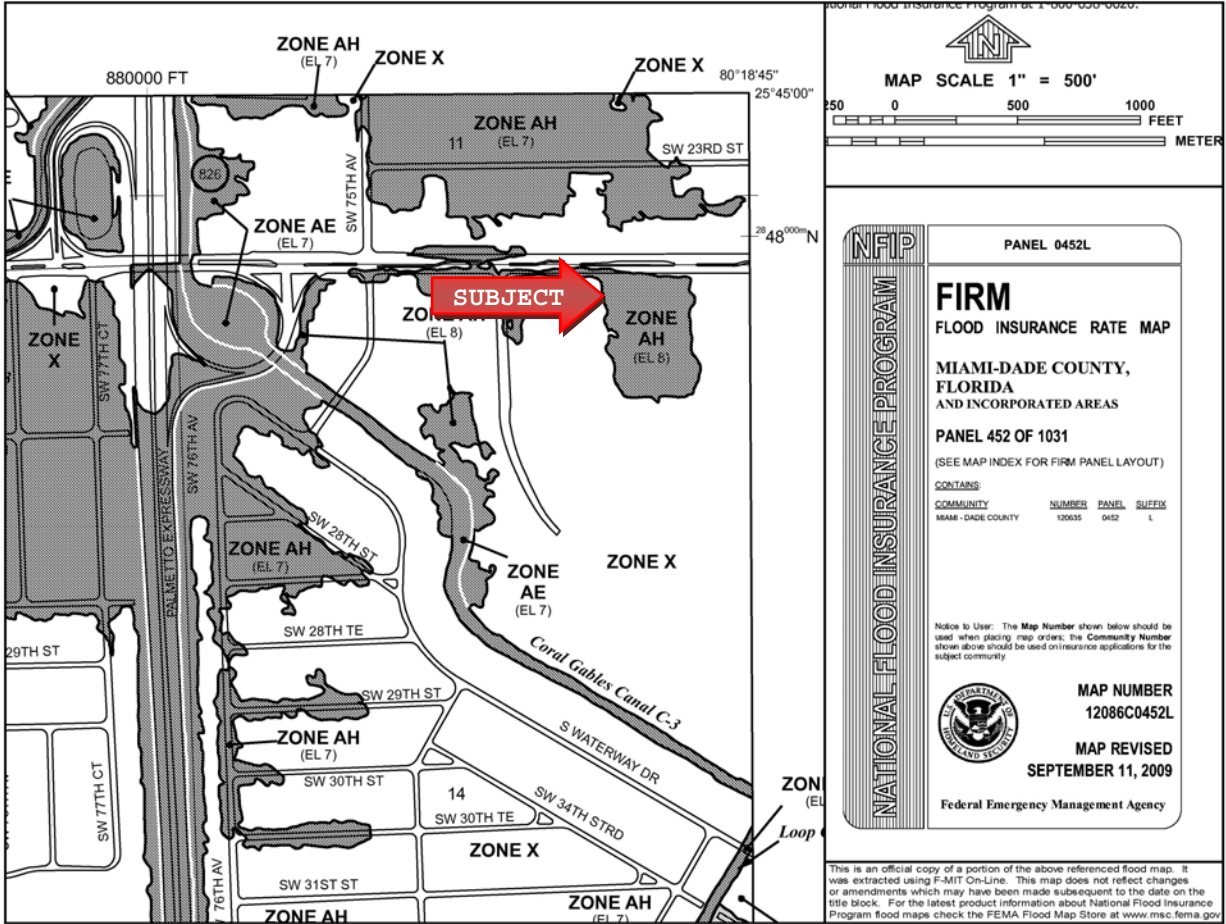 ZONE AH
(EL 7)
ZONE X
ZONE X
880000 FT
80°18'45"
25°45'00"
ZONE AH
(EL 7)
11
SW 23RD ST
826
SW 75TH AV
ZONE AE
(EL 7)
28 48 000m N
SUBJECT
(EL 8)
ZONE
AH
(EL 8)
ZONE
X
SW 77TH CT
SW 76TH AV
PALMETTO EXPRESSWAY
SW 28TH ST
ZONE AH
(EL 7)
ZONE X
ZONE
AE
(EL 7)
SW 28TH TE
29TH ST
Coral Gables Canal C-3
SW 29TH ST
ZONE AH
(EL 7)
S WATERWAY DR
SW 30TH ST
SW 77TH CT
14
SW 30TH TE
SW 34TH STRD
Loop
ZONE X
SW 31ST ST
76TH AV
ZONE AH
ZONE AH
(EL 7)
Flood Insurance Program at 1-800-638-6620.
N
MAP SCALE 1" = 500'
250 0 500 1000
FEET
METER
NFIP
NATIONAL FLOOD INSURANCE PROGRAM
PANEL 0452L
FIRM
FLOOD INSURANCE RATE MAP
MIAMI-DADE COUNTY,
FLORIDA
AND INCORPORATED AREAS
PANEL 452 OF 1031
(SEE MAP INDEX FOR FIRM PANEL LAYOUT)
CONTAINS:
COMMUNITY NUMBER PANEL SUFFIX
MIAMI - DADE COUNTY 120635 0452 L
Notice to User: The Map Number shown below should be
used when placing map orders; the Community Number
shown above should be used on insurance applications for the
subject community.
U.S. DEPARTMENT OF
HOMELAND SECURITY
MAP NUMBER
12086C0452L
MAP REVISED
SEPTEMBER 11, 2009
Federal Emergency Management Agency
This is an official copy of a portion of the above referenced flood map. It
was extracted using F-MIT On-Line. This map does not reflect changes
or amendments which may have been made subsequent to the date on the
title block. For the latest product information about National Flood Insurance
Program flood maps check the FEMA Flood Map Store at www.msc.fema.gov